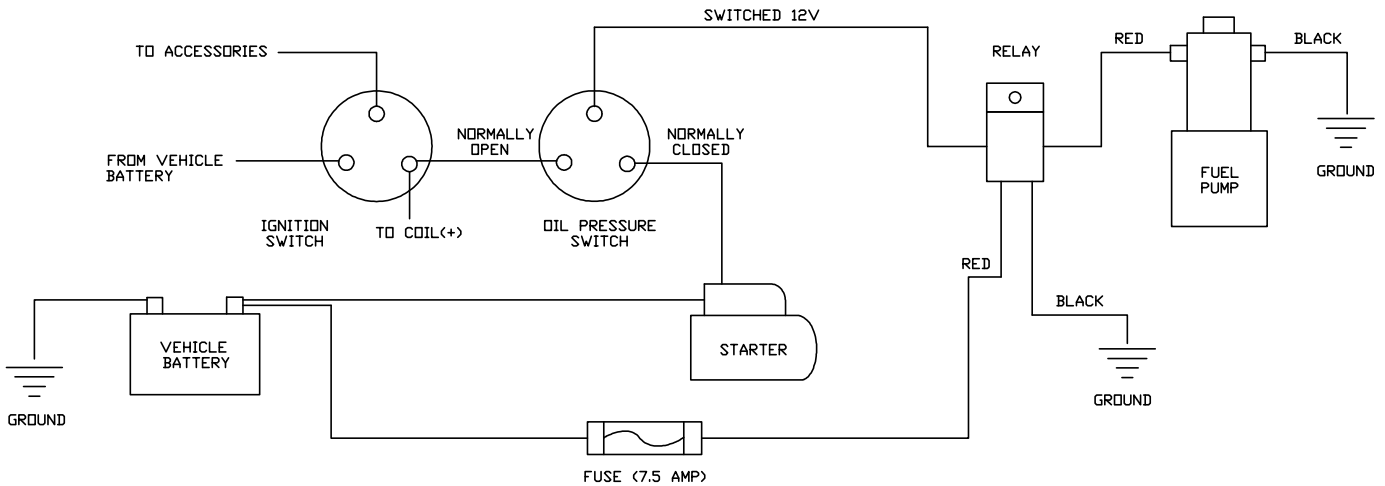 SWITCHED 12V
TO ACCESSORIES
RELAY
RED
BLACK
NORMALLY
OPEN
NORMALLY
CLOSED
FROM VEHICLE
BATTERY
GROUND
FUEL
PUMP
IGNITION
SWITCH
TO COIL(+)
OIL PRESSURE
SWITCH
RED
BLACK
VEHICLE
BATTERY
STARTER
GROUND
GROUND
FUSE (7.5 AMP)